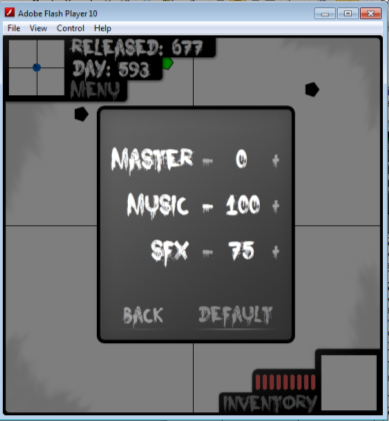 Adobe Flash Player 10
File View Control Help
RELEASED: 677
DAY: 593
MENU
MASTER - 0 +
MUSIC - 100 +
SFX - 75 +
BACK DEFAULT
INVENTORY